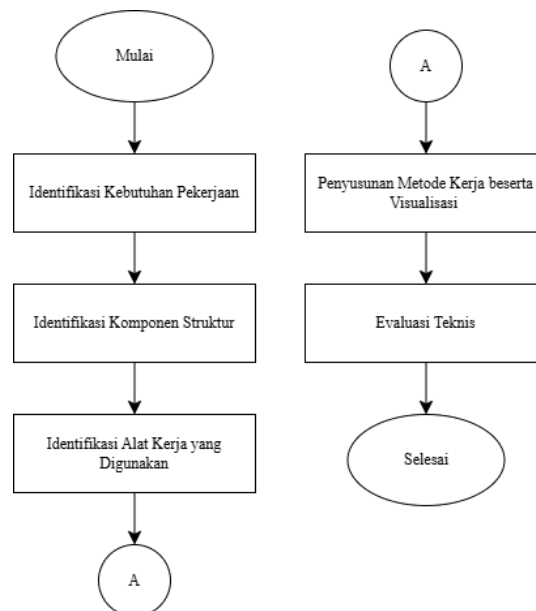 Mulai
Identifikasi Kebutuhan Pekerjaan
Identifikasi Komponen Struktur
Identifikasi Alat Kerja yang
Digunakan
A
A
Penyusunan Metode Kerja beserta
Visualisasi
Evaluasi Teknis
Selesai